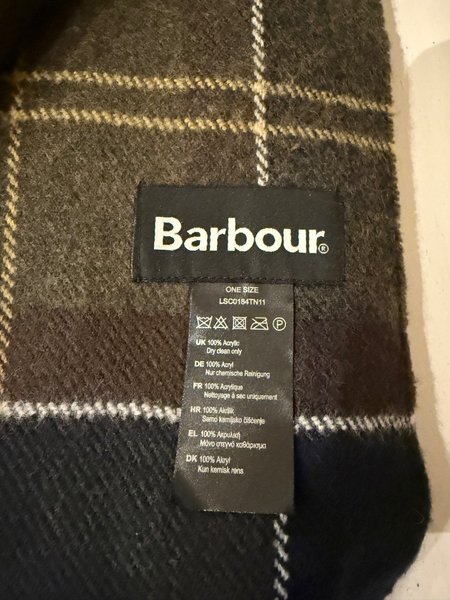 Barbour®
ONE SIZE
LSC0184TN11
UK 100% Acrylic
Dry clean only
DE 100% Acryl
Nur chemische Reinigung
FR 100% Acrylique
Nettoyage à sec uniquement
HR 100% Akrilik
Samo kemijsko čišćenje
EL 100% Ακρυλική
Μόνο στεγνό καθάρισμα
DK 100% Akryl
Kun kemisk rens